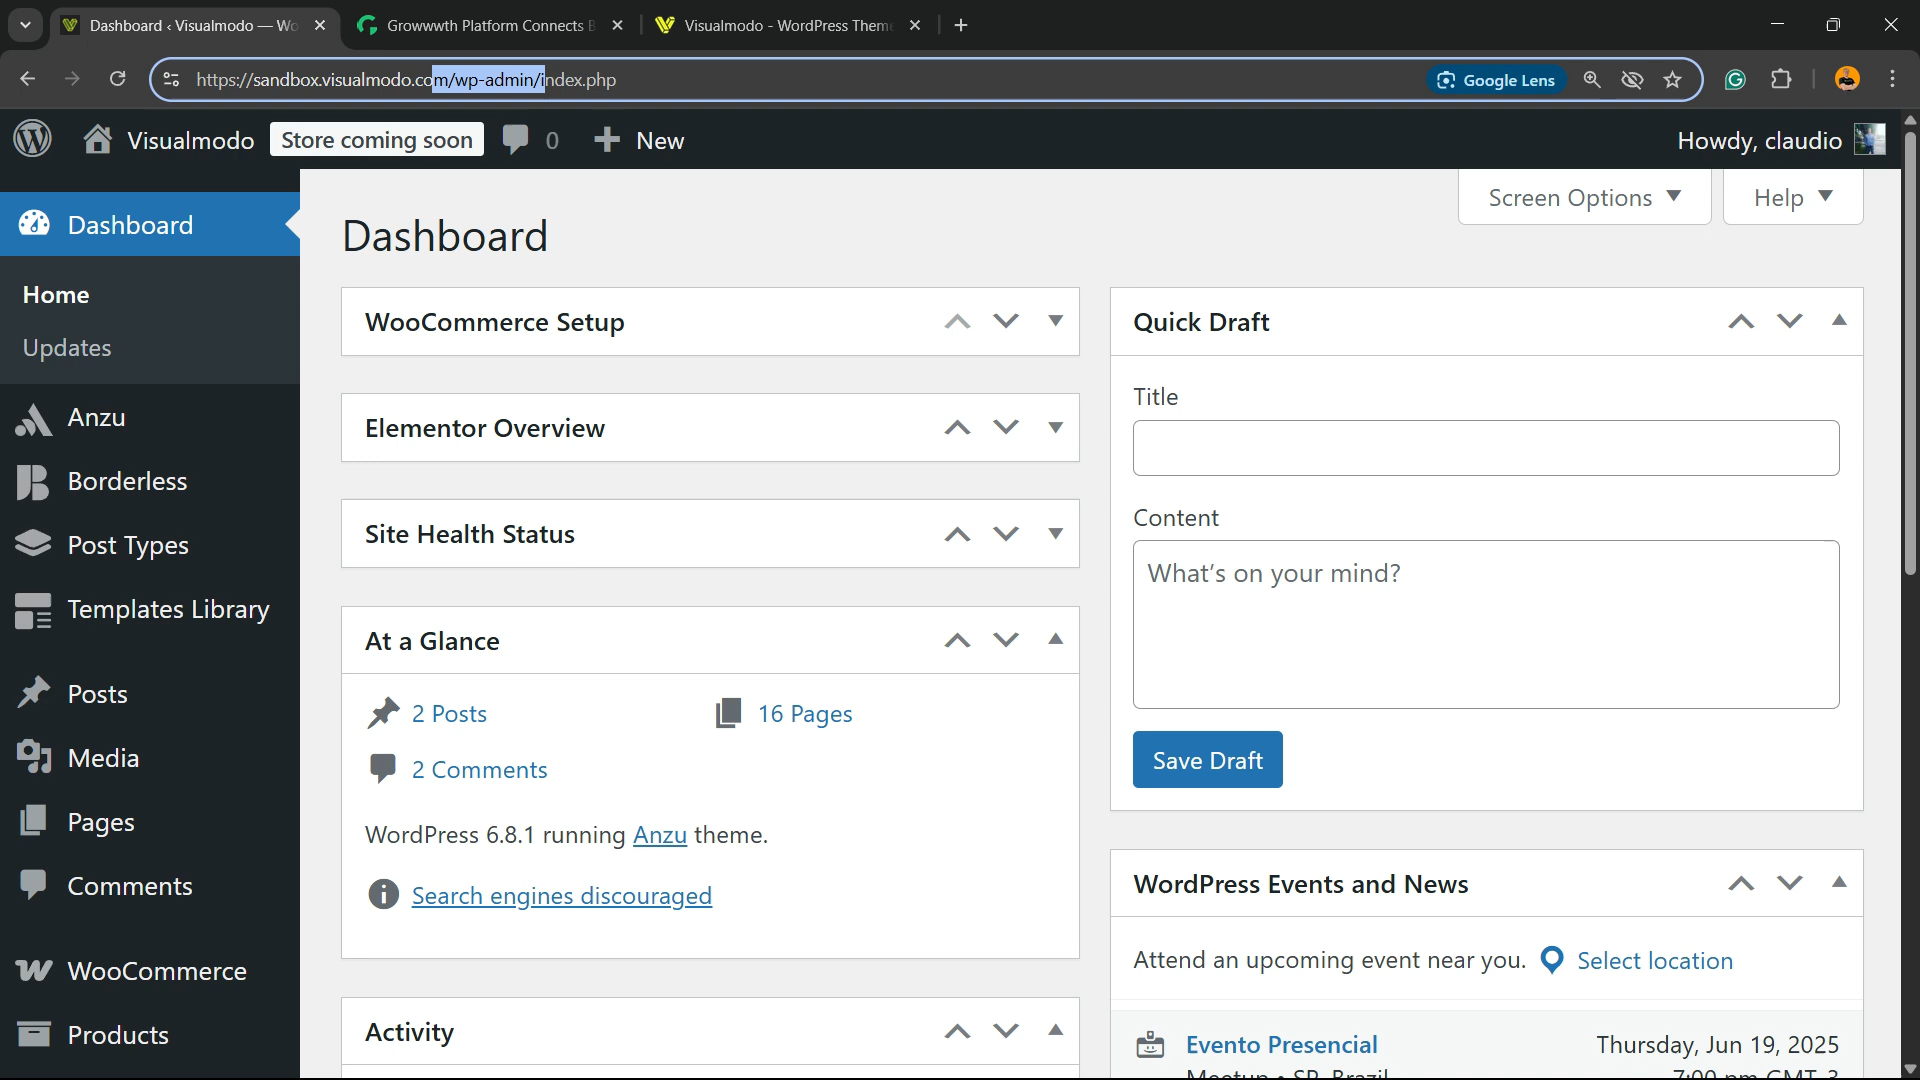 Dashboard ‹ Visualmodo — Wo
Growwwth Platform Connects B
Visualmodo - WordPress Theme
https://sandbox.visualmodo.com/wp-admin/index.php
Google Lens
Visualmodo
Store coming soon
0
New
Howdy, claudio
Screen Options
Help
Dashboard
Home
Updates
Anzu
Borderless
Post Types
Templates Library
Posts
Media
Pages
Comments
WooCommerce
Products
Dashboard
WooCommerce Setup
Elementor Overview
Site Health Status
At a Glance
2 Posts
16 Pages
2 Comments
WordPress 6.8.1 running Anzu theme.
Search engines discouraged
Activity
Quick Draft
Title
Content
What's on your mind?
Save Draft
WordPress Events and News
Attend an upcoming event near you.
Select location
Evento Presencial
Thursday, Jun 19, 2025
Meetup • SP, Brazil
7:00 pm GMT-3